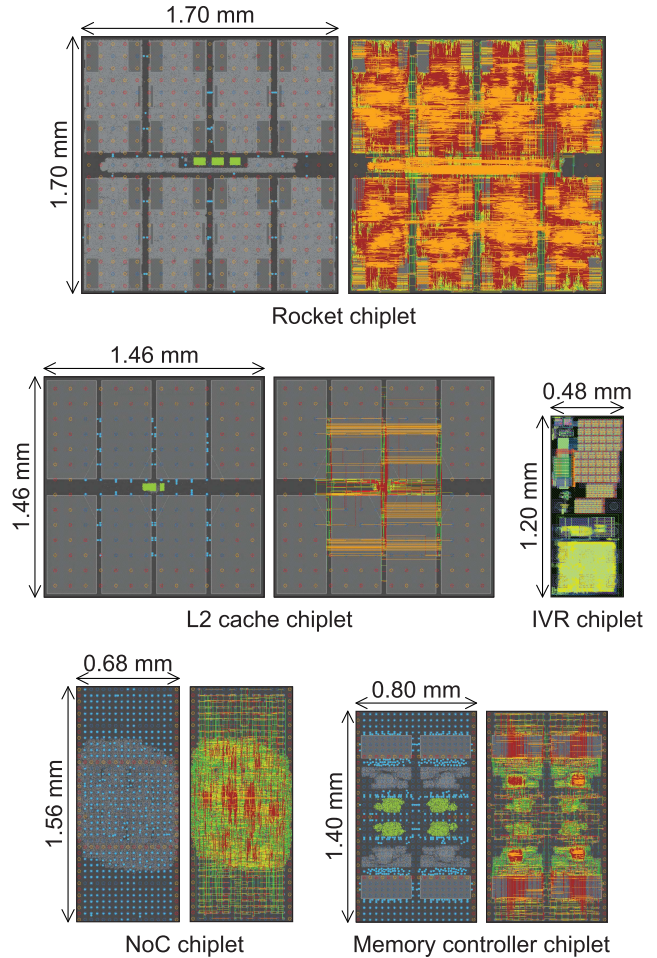 1.70 mm
1.70 mm
Rocket chiplet
1.46 mm
1.46 mm
L2 cache chiplet
0.48 mm
1.20 mm
IVR chiplet
0.68 mm
1.56 mm
NoC chiplet
0.80 mm
1.40 mm
Memory controller chiplet